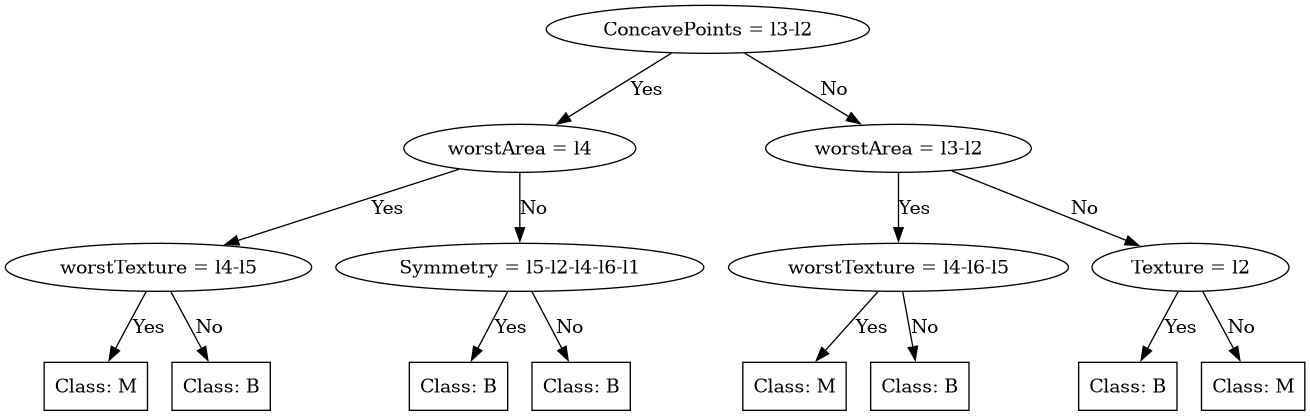 ConcavePoints = l3-l2
Yes
No
worstArea = l4
worstArea = l3-l2
Yes
No
Yes
No
worstTexture = l4-l5
Symmetry = l5-l2-l4-l6-l1
worstTexture = l4-l6-l5
Texture = l2
Yes
No
Yes
No
Yes
No
Yes
No
Class: M
Class: B
Class: B
Class: B
Class: M
Class: B
Class: B
Class: M